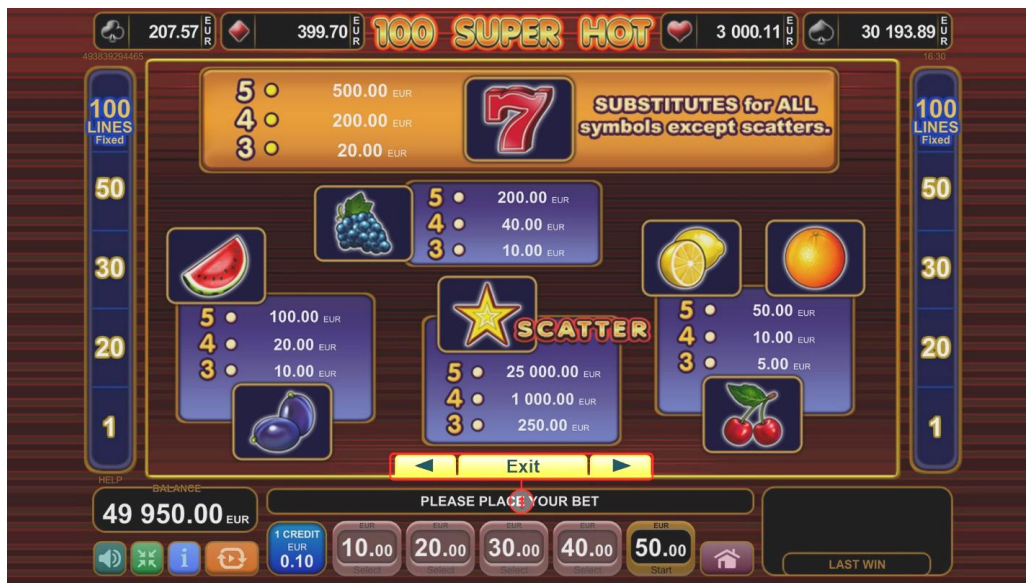 207.57 EUR 399.70 EUR 100 SUPER HOT 3 000.11 EUR 30 193.89 EUR
493839294465 16:30
100 LINES Fixed
50
30
20
1
5 500.00 EUR
4 200.00 EUR
3 20.00 EUR
7
SUBSTITUTES for ALL
symbols except scatters.
5 200.00 EUR
4 40.00 EUR
3 10.00 EUR
5 100.00 EUR
4 20.00 EUR
3 10.00 EUR
SCATTER
5 25 000.00 EUR
4 1 000.00 EUR
3 250.00 EUR
5 50.00 EUR
4 10.00 EUR
3 5.00 EUR
100 LINES Fixed
50
30
20
1
Exit
HELP
BALANCE
49 950.00 EUR
PLEASE PLACE YOUR BET
1 CREDIT
EUR
0.10
EUR
10.00
Select
EUR
20.00
Select
EUR
30.00
Select
EUR
40.00
Select
EUR
50.00
Start
LAST WIN